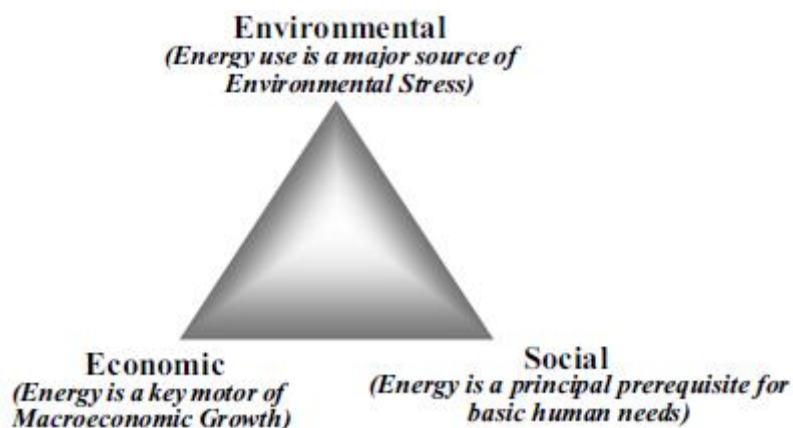 Environmental
(Energy use is a major source of
Environmental Stress)
Economic
(Energy is a key motor of
Macroeconomic Growth)
Social
(Energy is a principal prerequisite for
basic human needs)